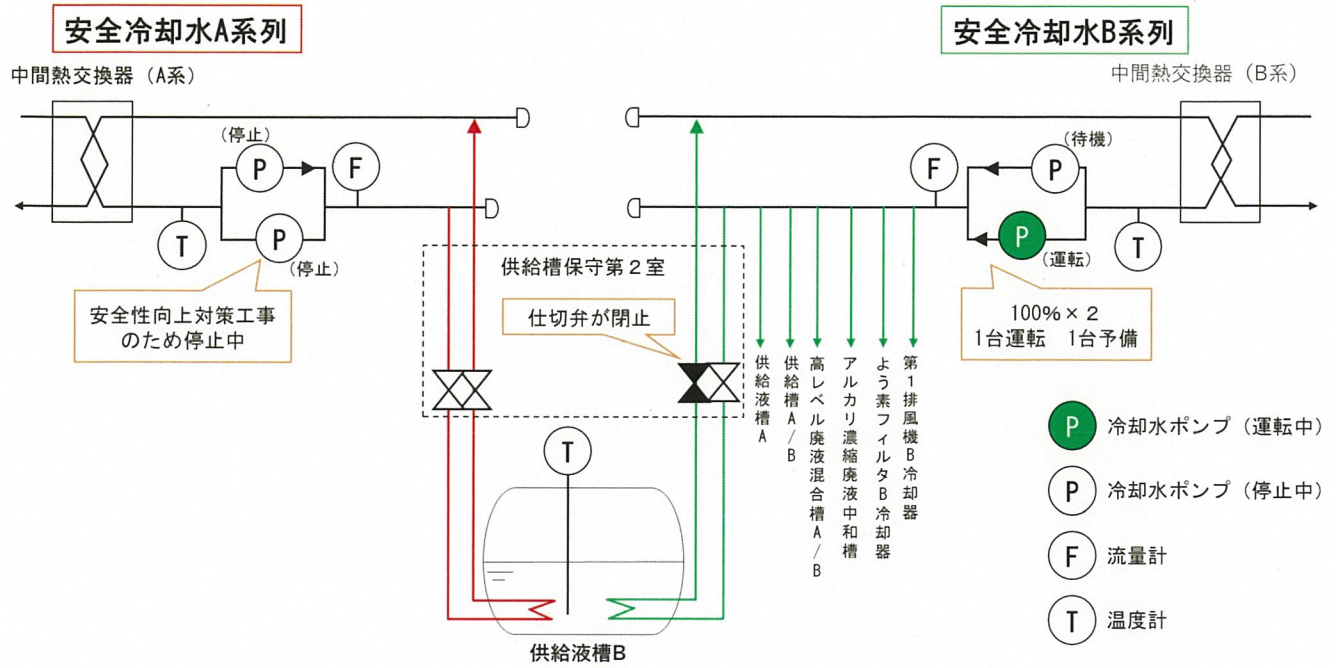 安全冷却水A系列
安全冷却水B系列
中間熱交換器（A系）
中間熱交換器（B系）
(停止)
P
F
T
P
(停止)
F
(待機)
P
P
(運転)
T
安全性向上対策工事
のため停止中
供給槽保守第２室
仕切弁が閉止
100%×２
1台運転　1台予備
供給液槽A
供給槽A/B
高レベル廃液混合槽A/B
アルカリ濃縮廃液中和槽
よう素フィルタB冷却器
第1排風機B冷却器
T
供給液槽B
P 冷却水ポンプ（運転中）
P 冷却水ポンプ（停止中）
F 流量計
T 温度計